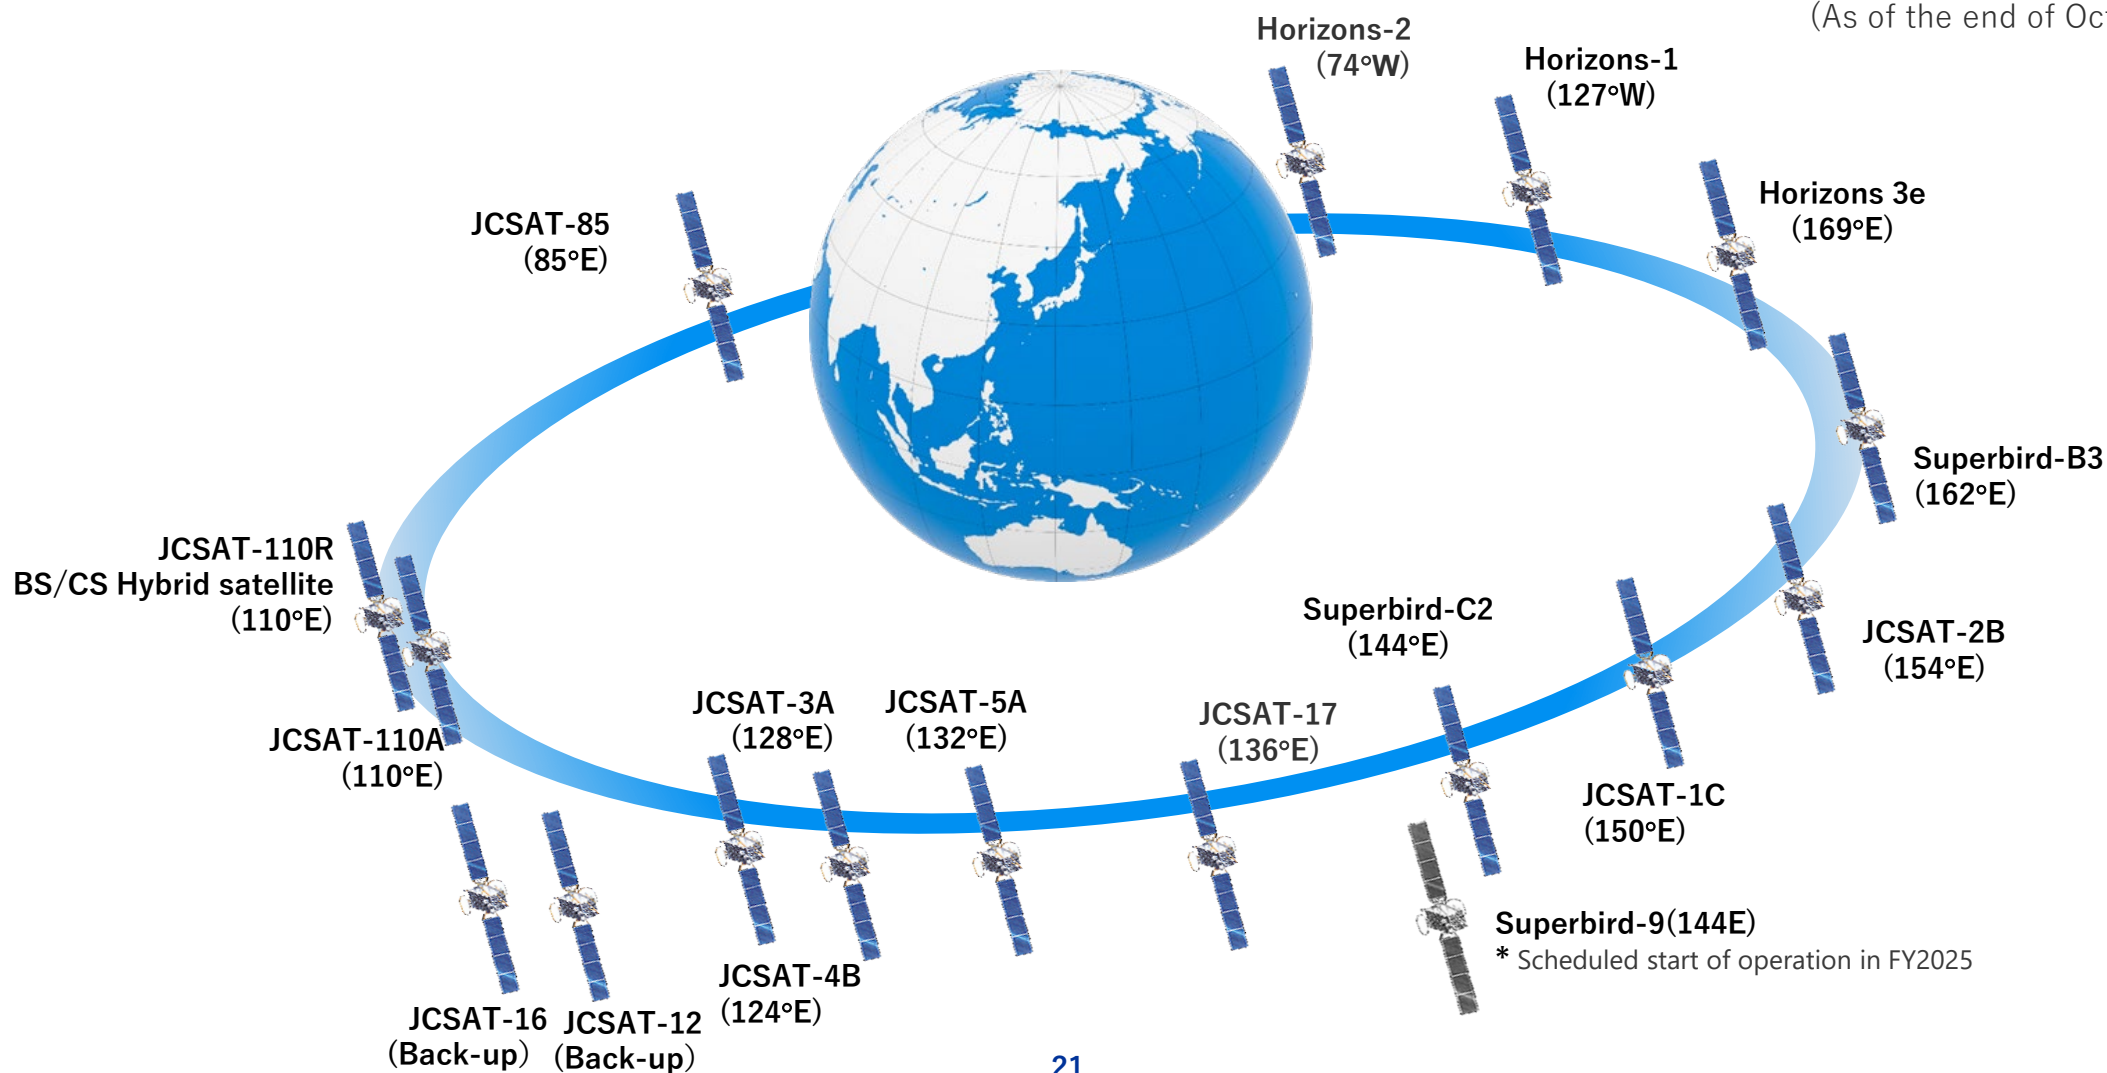 (As of the end of
Horizons-2
(74°W)
Horizons-1
(127°W)
Horizons 3e
(169°E)
JCSAT-85
(85°E)
Superbird-B3
(162°E)
JCSAT-110R
BS/CS Hybrid satellite
(110°E)
Superbird-C2
(144°E)
JCSAT-2B
(154°E)
JCSAT-110A
(110°E)
JCSAT-3A
(128°E)
JCSAT-5A
(132°E)
JCSAT-17
(136°E)
JCSAT-1C
(150°E)
Superbird-9(144E)
* Scheduled start of operation in FY2025
JCSAT-4B
(124°E)
JCSAT-16
(Back-up)
JCSAT-12
(Back-up)
21